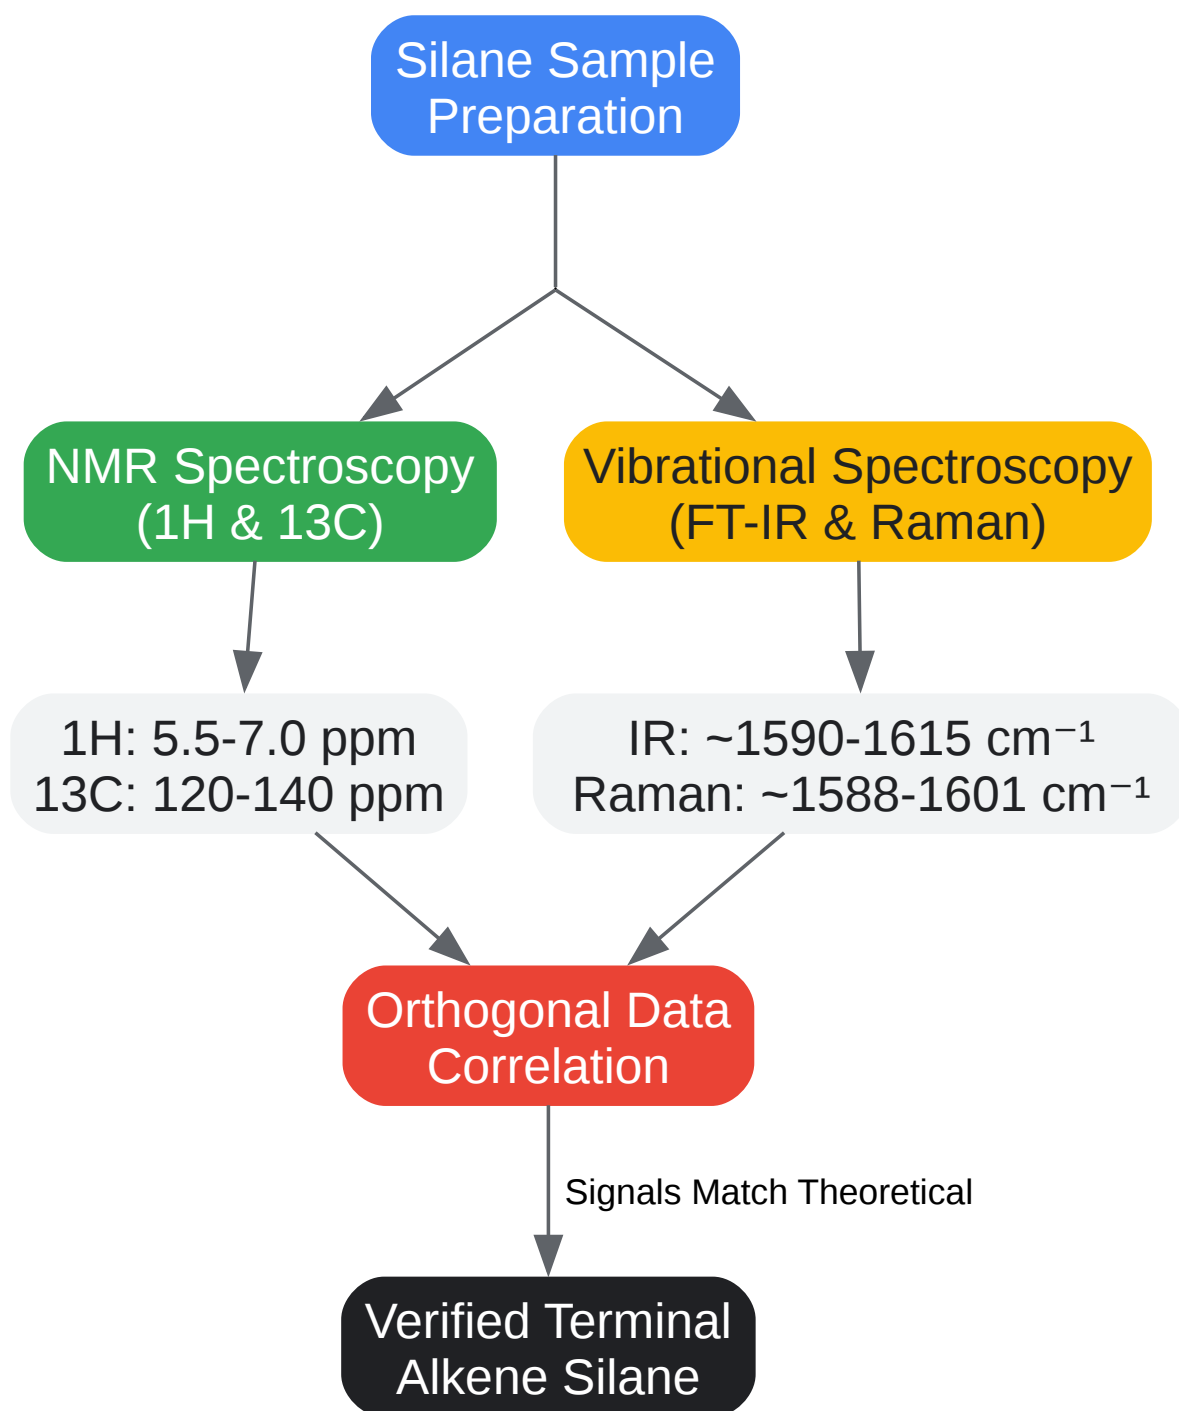 Silane Sample
Preparation
NMR Spectroscopy
(1H & 13C)
Vibrational Spectroscopy
(FT-IR & Raman)
1H: 5.5-7.0 ppm
13C: 120-140 ppm
IR: ~1590-1615 cm⁻¹
Raman: ~1588-1601 cm⁻¹
Orthogonal Data
Correlation
Signals Match Theoretical
Verified Terminal
Alkene Silane